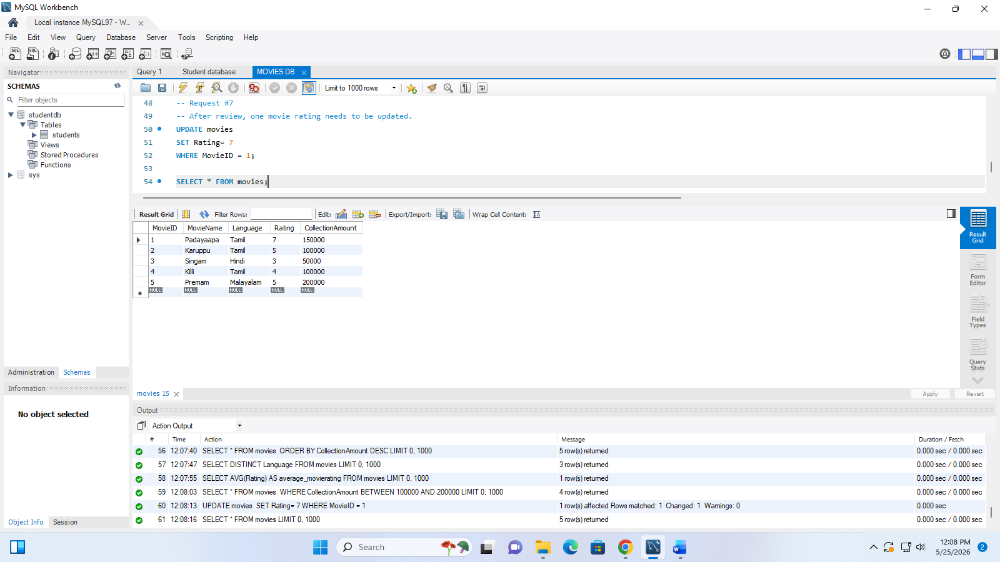 MySQL Workbench
Local instance MySQL97 - W...
File Edit View Query Database Server Tools Scripting Help
Navigator
SCHEMAS
Filter objects
studentdb
Tables
students
Views
Stored Procedures
Functions
sys
Administration Schemas
Information
No object selected
Object Info Session
Query 1 Student database MOVIES DB
Limit to 1000 rows
48 -- Request #7
49 -- After review, one movie rating needs to be updated.
50 UPDATE movies
51 SET Rating= 7
52 WHERE MovieID = 1;
53
54 SELECT * FROM movies;
Result Grid Filter Rows: Edit: Export/Import: Wrap Cell Content:
MovieID MovieName Language Rating CollectionAmount
1 Padayaapa Tamil 7 150000
2 Karuppu Tamil 5 100000
3 Singam Hindi 3 50000
4 Killi Tamil 4 100000
5 Premam Malayalam 5 200000
NULL NULL NULL NULL NULL
Result
Grid
Form
Editor
Field
Types
Query
Stats
movies 15
Apply Revert
Output
Action Output
# Time Action Message Duration / Fetch
56 12:07:40 SELECT * FROM movies ORDER BY CollectionAmount DESC LIMIT 0, 1000 5 row(s) returned 0.000 sec / 0.000 sec
57 12:07:47 SELECT DISTINCT Language FROM movies LIMIT 0, 1000 3 row(s) returned 0.000 sec / 0.000 sec
58 12:07:55 SELECT AVG(Rating) AS average_movierating FROM movies LIMIT 0, 1000 1 row(s) returned 0.000 sec / 0.000 sec
59 12:08:03 SELECT * FROM movies WHERE CollectionAmount BETWEEN 100000 AND 200000 LIMIT 0, 1000 4 row(s) returned 0.000 sec / 0.000 sec
60 12:08:13 UPDATE movies SET Rating= 7 WHERE MovieID = 1 1 row(s) affected Rows matched: 1 Changed: 1 Warnings: 0 0.000 sec
61 12:08:16 SELECT * FROM movies LIMIT 0, 1000 5 row(s) returned 0.000 sec / 0.000 sec
Search
12:08 PM
5/25/2026
2